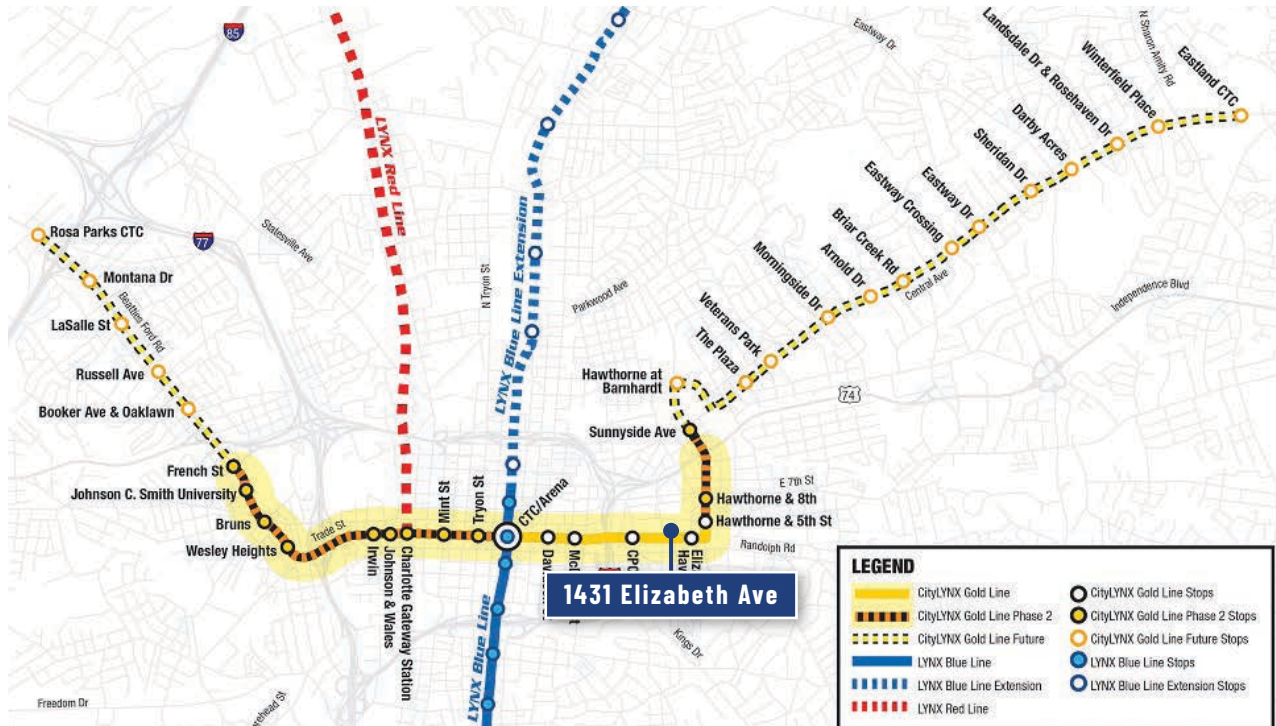 85
77
74
Eastway Dr
N Sharon Amity Rd
Landsdale Dr & Rosehaven Dr
Winterfield Place
Eastland CTC
Darby Acres
Sheridan Dr
Eastway Dr
Eastway Crossing
Briar Creek Rd
Arnold Dr
Morningside Dr
Central Ave
Independence Blvd
Veterans Park
The Plaza
Hawthorne at
Barnhardt
Sunnyside Ave
Parkwood Ave
N Tryon St
Statesville Ave
LYNX Red Line
LYNX Blue Line Extension
Rosa Parks CTC
Montana Dr
Beatties Ford Rd
LaSalle St
Russell Ave
Booker Ave & Oaklawn
French St
Johnson C. Smith University
Bruns
Wesley Heights
Trade St
Irwin
Johnson & Wales
Charlotte Gateway Station
Mint St
Tryon St
CTC/Arena
E 7th St
Hawthorne & 8th
Hawthorne & 5th St
Randolph Rd
1431 Elizabeth Ave
LYNX Blue Line
Kings Dr
Freedom Dr
LEGEND
CityLYNX Gold Line
CityLYNX Gold Line Phase 2
CityLYNX Gold Line Future
LYNX Blue Line
LYNX Blue Line Extension
LYNX Red Line
CityLYNX Gold Line Stops
CityLYNX Gold Line Phase 2 Stops
CityLYNX Gold Line Future Stops
LYNX Blue Line Stops
LYNX Blue Line Extension Stops